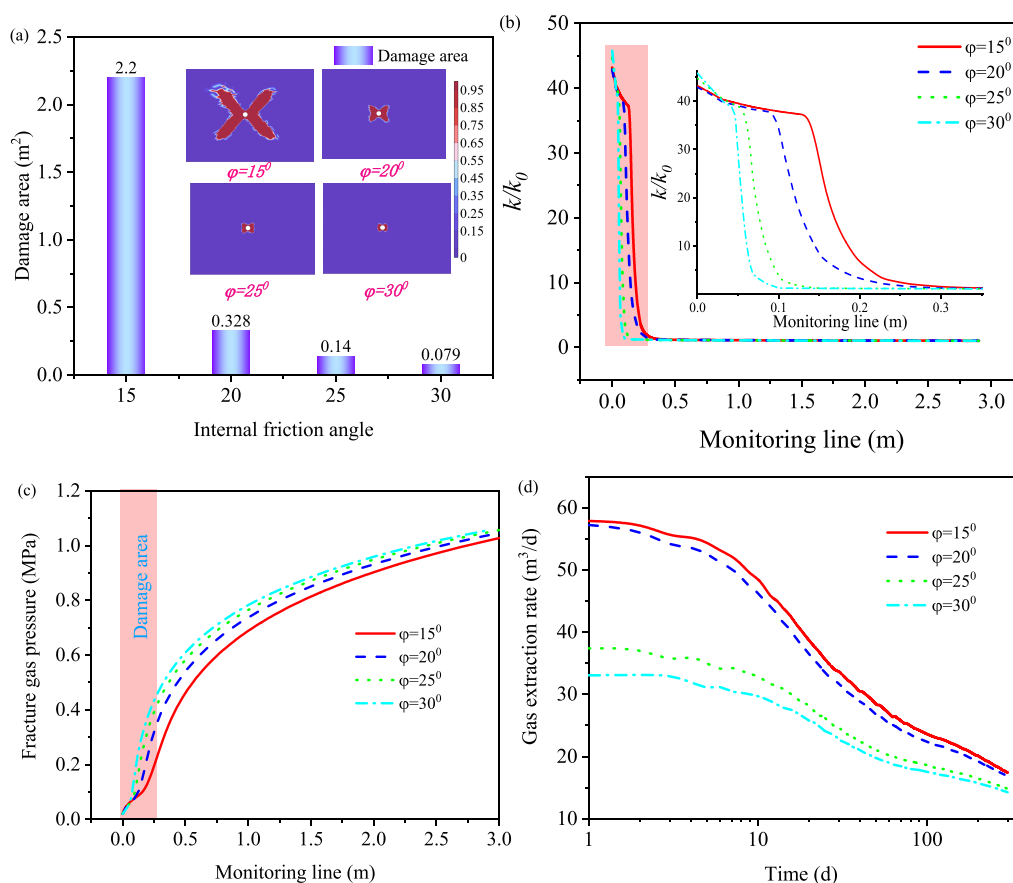 (a)
2.5
2.0
1.5
1.0
0.5
0.0
Damage area (m²)
2.2
0.328
0.14
0.079
15
20
25
30
Internal friction angle
Damage area
φ=15⁰
φ=20⁰
φ=25⁰
φ=30⁰
0.95
0.85
0.75
0.65
0.55
0.45
0.35
0.25
0.15
0
(b)
50
40
30
20
10
0
k/k₀
0.0
0.5
1.0
1.5
2.0
2.5
3.0
Monitoring line (m)
φ=15⁰
φ=20⁰
φ=25⁰
φ=30⁰
40
30
20
10
k/k₀
0.0
0.1
0.2
0.3
Monitoring line (m)
(c)
1.2
1.0
0.8
0.6
0.4
0.2
0.0
Fracture gas pressure (MPa)
Damage area
φ=15⁰
φ=20⁰
φ=25⁰
φ=30⁰
0.0
0.5
1.0
1.5
2.0
2.5
3.0
Monitoring line (m)
(d)
60
50
40
30
20
10
Gas extraction rate (m³/d)
φ=15⁰
φ=20⁰
φ=25⁰
φ=30⁰
1
10
100
Time (d)